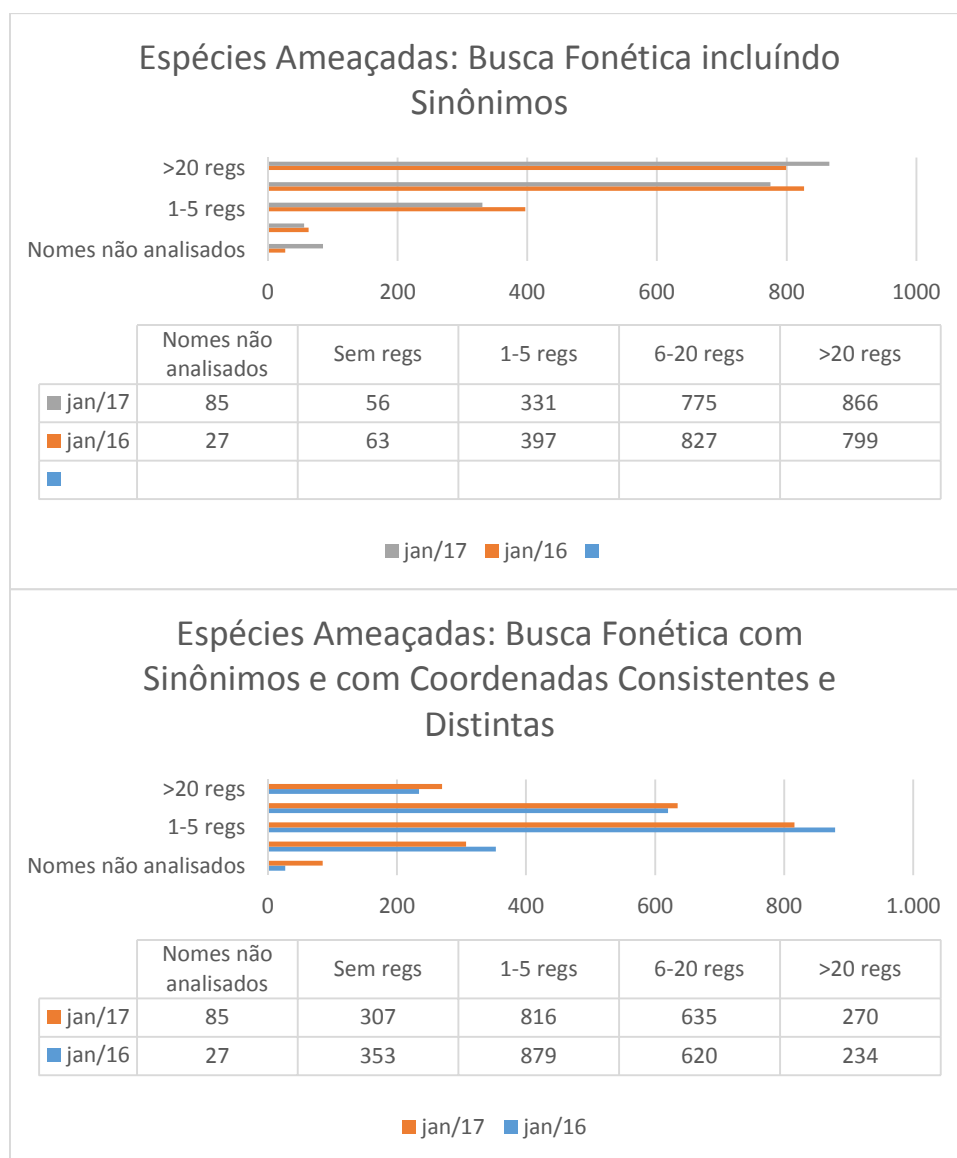 Espécies Ameaçadas: Busca Fonética incluíndo
Sinônimos
>20 regs
1-5 regs
Nomes não analisados
0 200 400 600 800 1000
Nomes não
analisados
Sem regs 1-5 regs 6-20 regs >20 regs
jan/17 85 56 331 775 866
jan/16 27 63 397 827 799
jan/17 jan/16
Espécies Ameaçadas: Busca Fonética com
Sinônimos e com Coordenadas Consistentes e
Distintas
>20 regs
1-5 regs
Nomes não analisados
0 200 400 600 800 1.000
Nomes não
analisados
Sem regs 1-5 regs 6-20 regs >20 regs
jan/17 85 307 816 635 270
jan/16 27 353 879 620 234
jan/17 jan/16